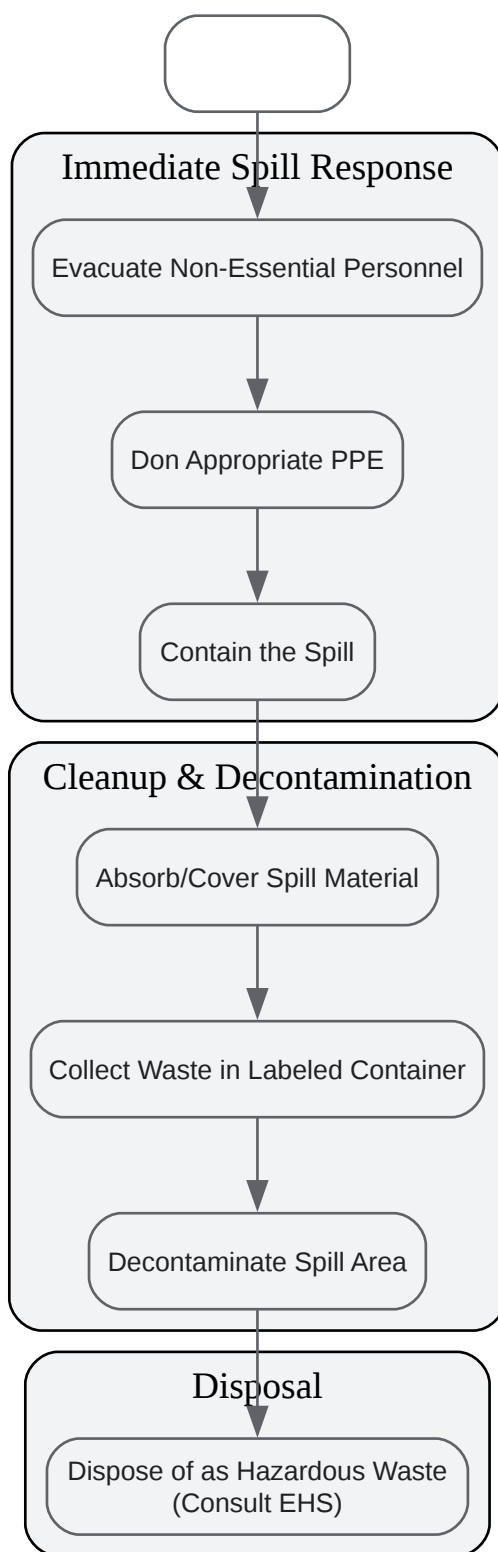 Immediate Spill Response
Evacuate Non-Essential Personnel
Don Appropriate PPE
Contain the Spill
Cleanup & Decontamination
Absorb/Cover Spill Material
Collect Waste in Labeled Container
Decontaminate Spill Area
Disposal
Dispose of as Hazardous Waste
(Consult EHS)